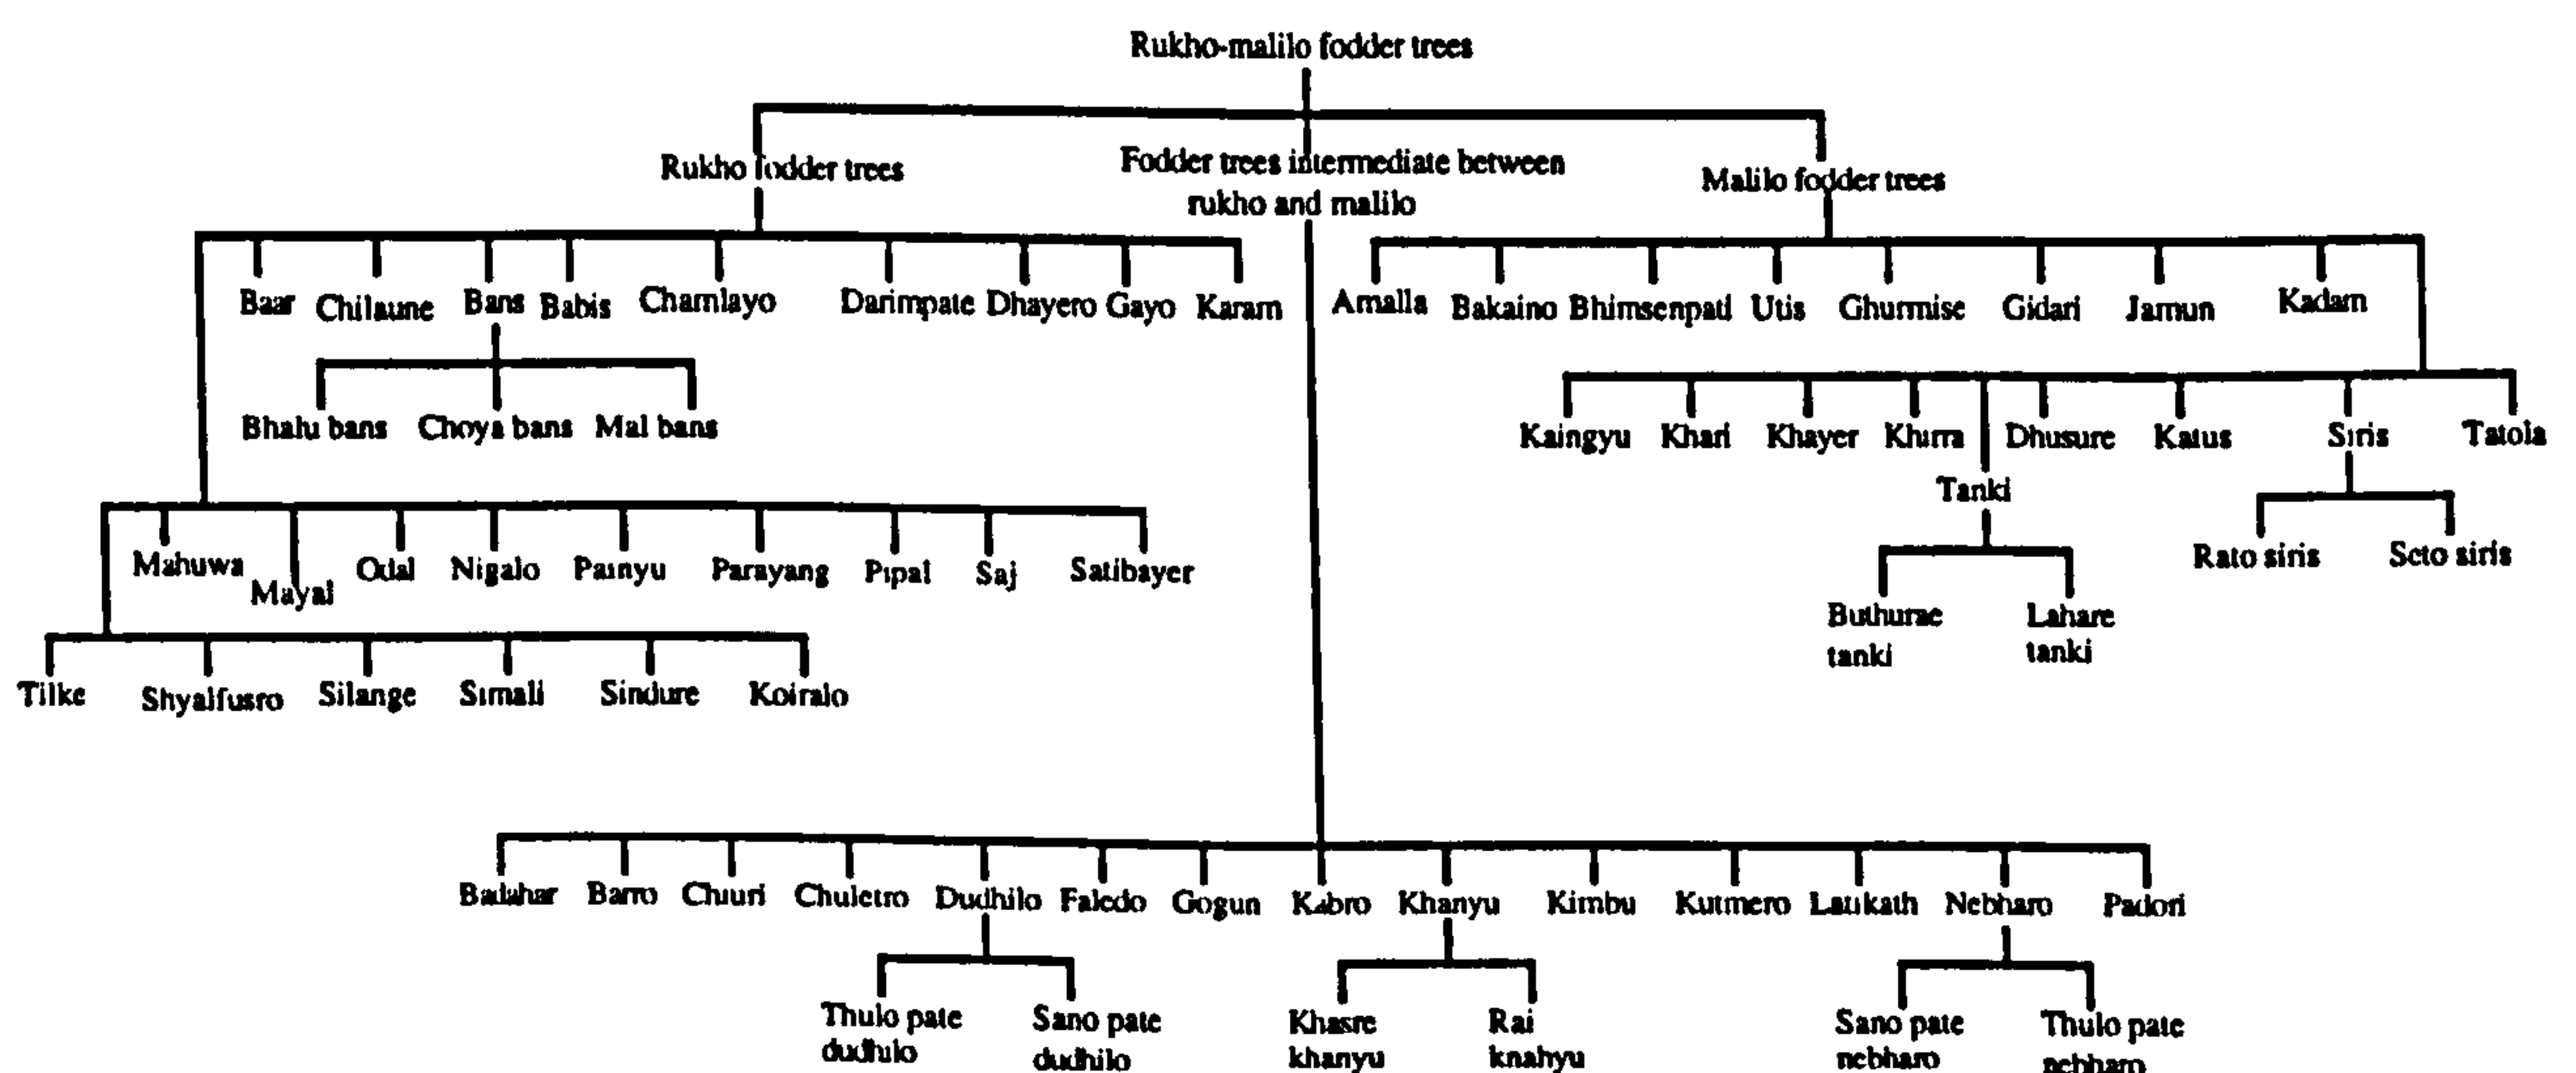 Rukho-malilo fodder trees
Rukho fodder trees
Fodder trees intermediate between
rukho and malilo
Malilo fodder trees
Baar Chilaune Bans Babis Chamlayo Darimpate Dhayero Gayo Karam
Amalla Bakaino Bhimsenpati Utis Ghurmise Gidari Jamun Kadam
Bhalu bans Choya bans Mal bans
Kaingyu Khari Khayer Khirra Dhusure Katus Siris Tatola
Tanki
Mahuwa Mayal Odal Nigalo Painyu Parayang Pipal Saj Satibayer
Rato siris Seto siris
Buthurae
tanki
Lahare
tanki
Tilke Shyalfusro Silange Simali Sindure Koiralo
Badahar Barro Chiuri Chuletro Dudhilo Faledo Gogun Kabro Khanyu Kimbu Kutmero Latikath Nebharo Padori
Thulo pate
dudhilo
Sano pate
dudhilo
Khasre
khanyu
Rai
knahyu
Sano pate
nebharo
Thulo pate
nebharo